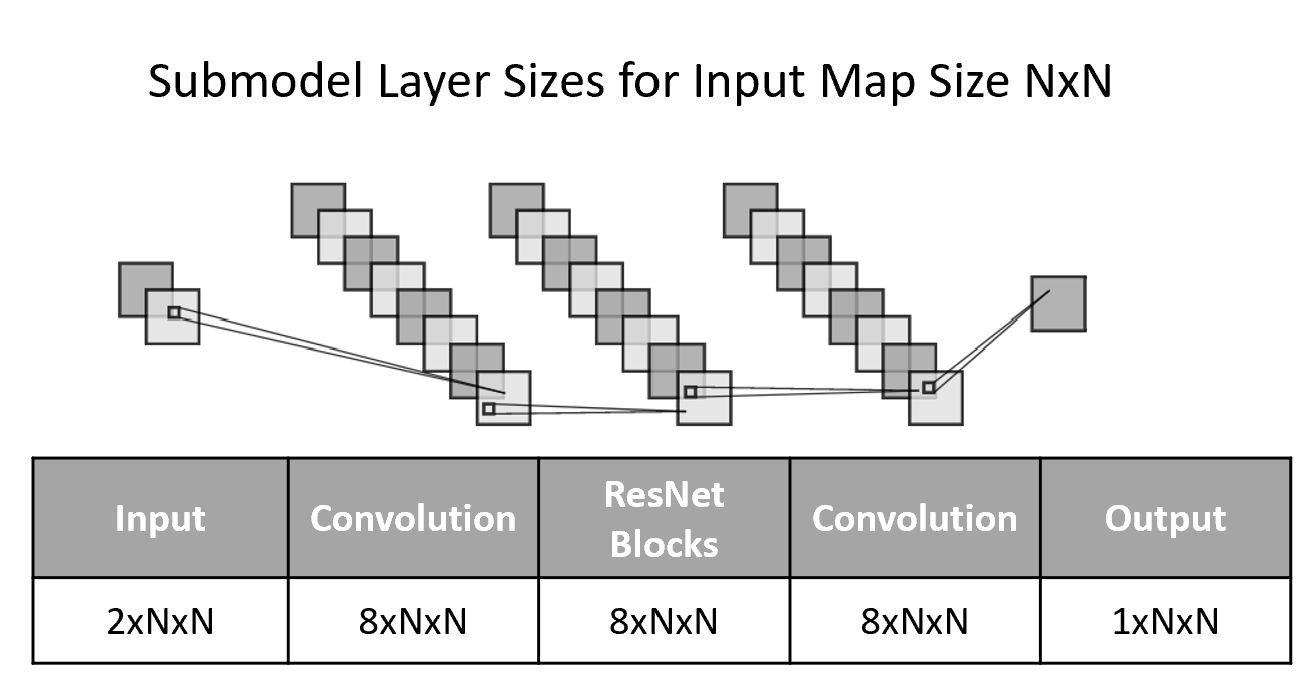 Submodel Layer Sizes for Input Map Size NxN
Input
Convolution
ResNet
Blocks
Convolution
Output
2xNxN
8xNxN
8xNxN
8xNxN
1xNxN